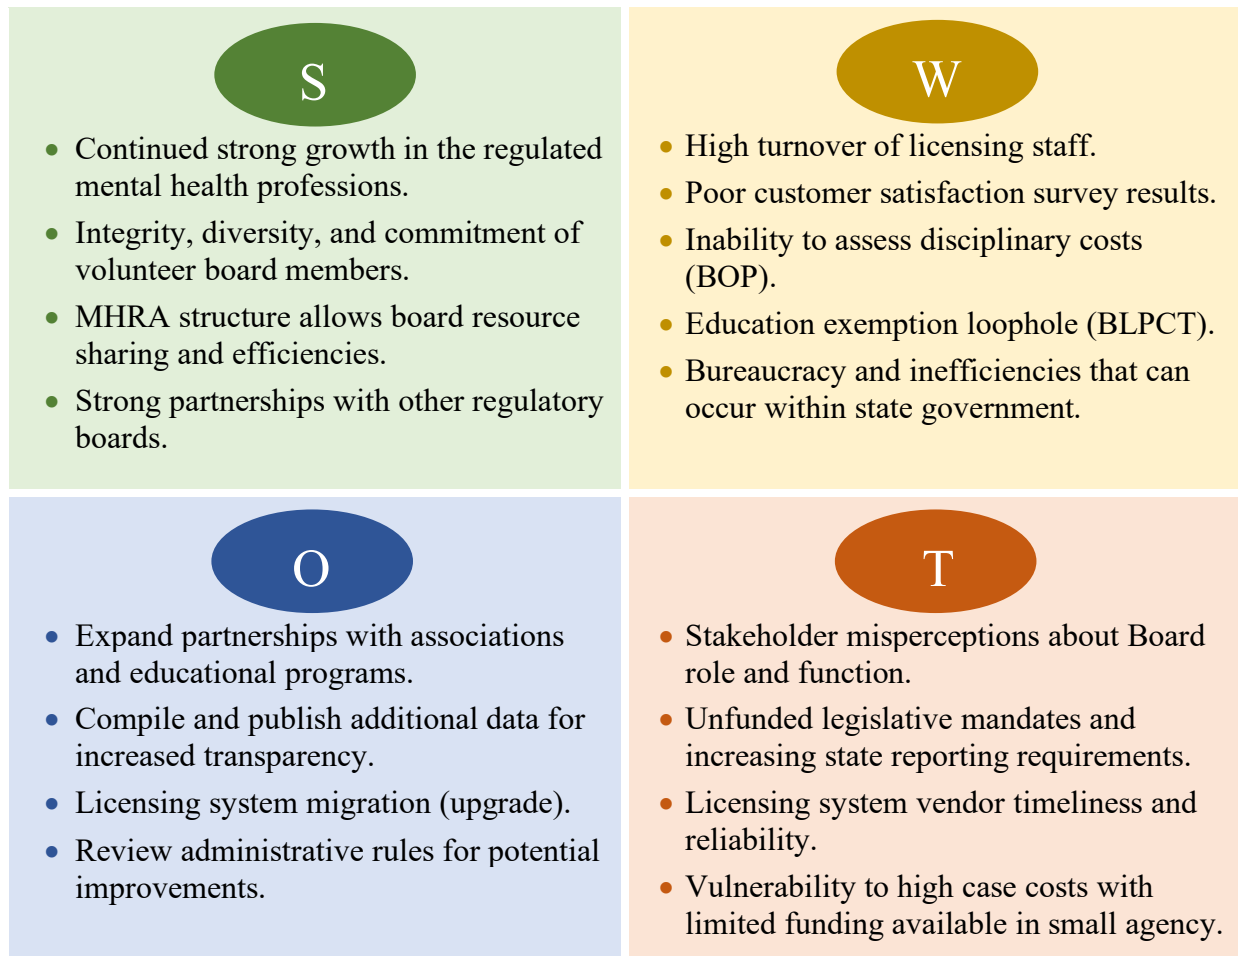 S
• Continued strong growth in the regulated
mental health professions.
• Integrity, diversity, and commitment of
volunteer board members.
• MHRA structure allows board resource
sharing and efficiencies.
• Strong partnerships with other regulatory
boards.
W
• High turnover of licensing staff.
• Poor customer satisfaction survey results.
• Inability to assess disciplinary costs
(BOP).
• Education exemption loophole (BLPCT).
• Bureaucracy and inefficiencies that can
occur within state government.
O
• Expand partnerships with associations
and educational programs.
• Compile and publish additional data for
increased transparency.
• Licensing system migration (upgrade).
• Review administrative rules for potential
improvements.
T
• Stakeholder misperceptions about Board
role and function.
• Unfunded legislative mandates and
increasing state reporting requirements.
• Licensing system vendor timeliness and
reliability.
• Vulnerability to high case costs with
limited funding available in small agency.